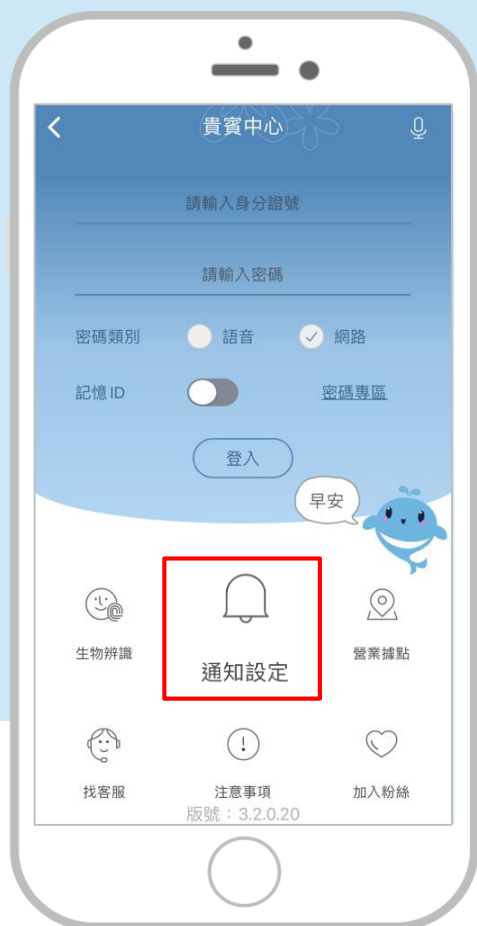 貴賓中心
請輸入身分證號
請輸入密碼
密碼類別 語音 網路
記憶ID 密碼專區
登入
早安
生物辨識 通知設定 營業據點
找客服 注意事項 加入粉絲
版號：3.2.0.20